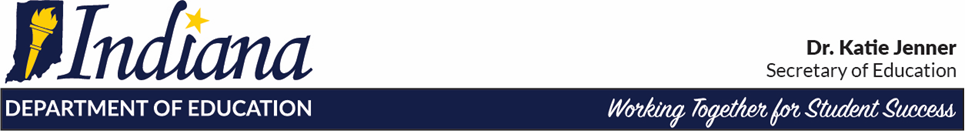 Indiana
Dr. Katie Jenner
Secretary of Education
DEPARTMENT OF EDUCATION
Working Together for Student Success